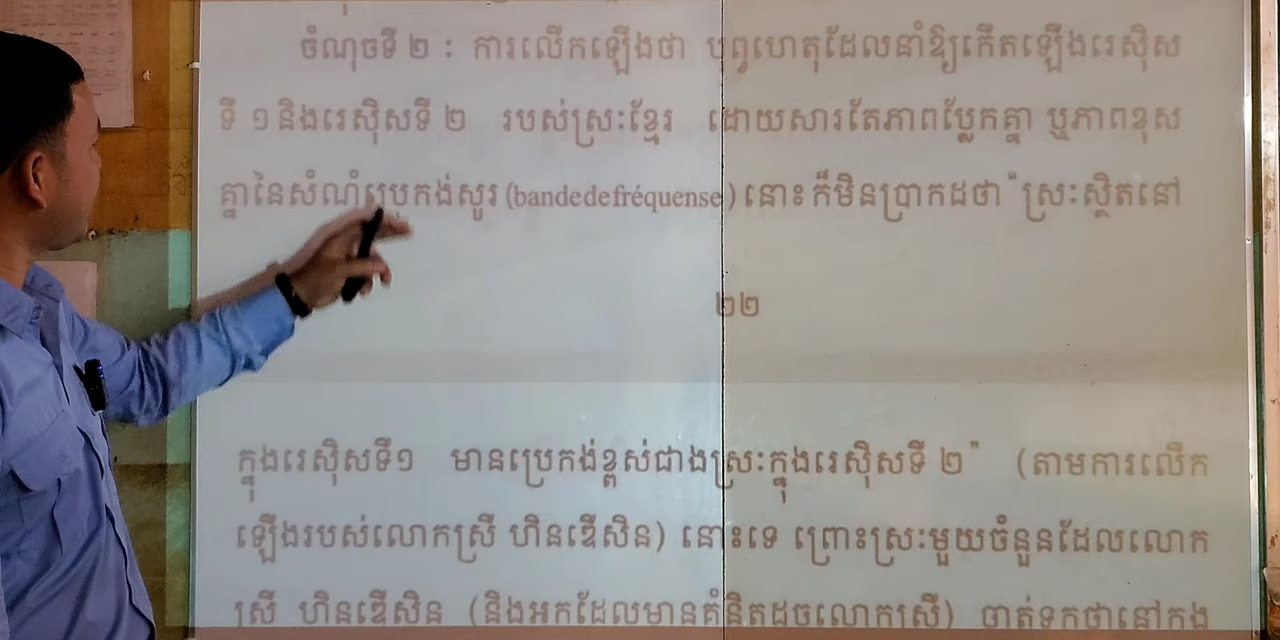 ចំណុចទី ២ : ការលើកឡើងថា ឬព្វហេតុដែលនាំឱ្យកើតឡើងរេស៊ិស
ទី ១និងរេស៊ិសទី ២ របស់ស្រៈខ្មែរ ដោយសារតែភាពប្លែកគ្នា ឬភាពខុស
គ្នានៃសំណុំប្រេកង់សូរ (bandedefréquense) នោះ ក៏មិនប្រាកដថា "ស្រៈស្ថិតនៅ
២២
ក្នុងរេស៊ិសទី១ មានប្រេកង់ខ្ពស់ជាងស្រៈក្នុងរេស៊ិសទី ២" (តាមការលើក
ឡើងរបស់លោកស្រី ហិនឌើសិន) នោះទេ ព្រោះស្រៈមួយចំនួនដែលលោក
ស្រី ហិនឌើសិន (និងអ្នកដែលមានគំនិតដូចលោកស្រី) ចាត់ទុកថានៅក្នុង